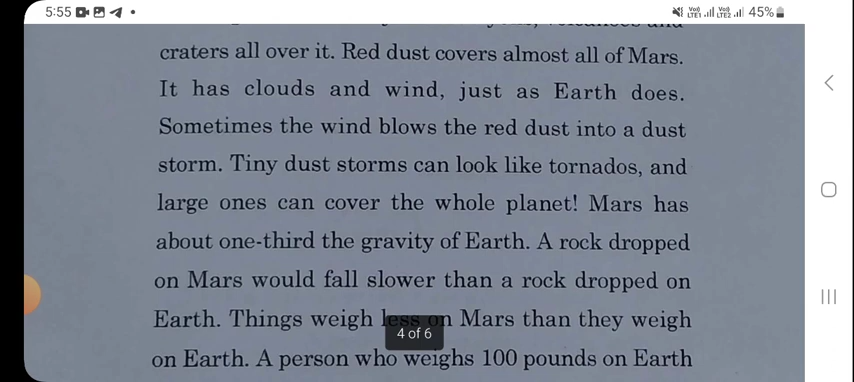 5:55
Vo) LTE1 Vo) LTE2 45%
craters all over it. Red dust covers almost all of Mars.
It has clouds and wind, just as Earth does.
Sometimes the wind blows the red dust into a dust
storm. Tiny dust storms can look like tornados, and
large ones can cover the whole planet! Mars has
about one-third the gravity of Earth. A rock dropped
on Mars would fall slower than a rock dropped on
Earth. Things weigh less on Mars than they weigh
4 of 6
on Earth. A person who weighs 100 pounds on Earth